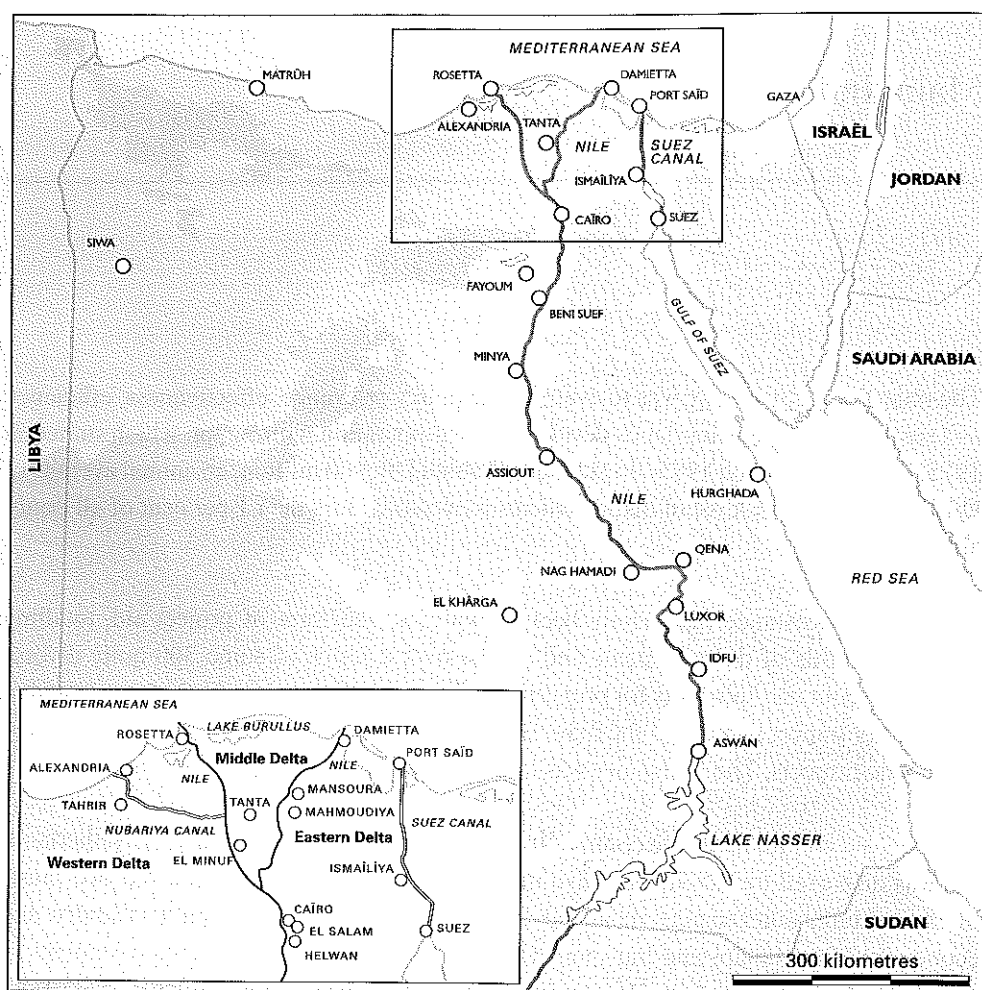 MEDITERRANEAN SEA
MATRÛH
ROSETTA
DAMIETTA
PORT SAÏD
ALEXANDRIA
TANTA
NILE
SUEZ
CANAL
GAZA
ISRAËL
JORDAN
ISMAÏLÏYA
CAÏRO
SUEZ
SIWA
FAYOUM
BENI SUEF
GULF OF SUEZ
MINYA
SAUDI ARABIA
LIBYA
ASSIOUT
NILE
HURGHADA
QENA
NAG HAMADI
RED SEA
EL KHÂRGA
LUXOR
IDFU
ASWÂN
LAKE NASSER
SUDAN
300 kilometres
MEDITERRANEAN SEA
LAKE BURULLUS
ROSETTA
DAMIETTA
PORT SAÏD
Middle Delta
ALEXANDRIA
NILE
NILE
MANSOURA
TAHRIR
TANTA
MAHMOUDIYA
NUBARIYA CANAL
Eastern Delta
SUEZ CANAL
Western Delta
EL MINUF
ISMAÏLÏYA
CAÏRO
EL SALAM
SUEZ
HELWAN